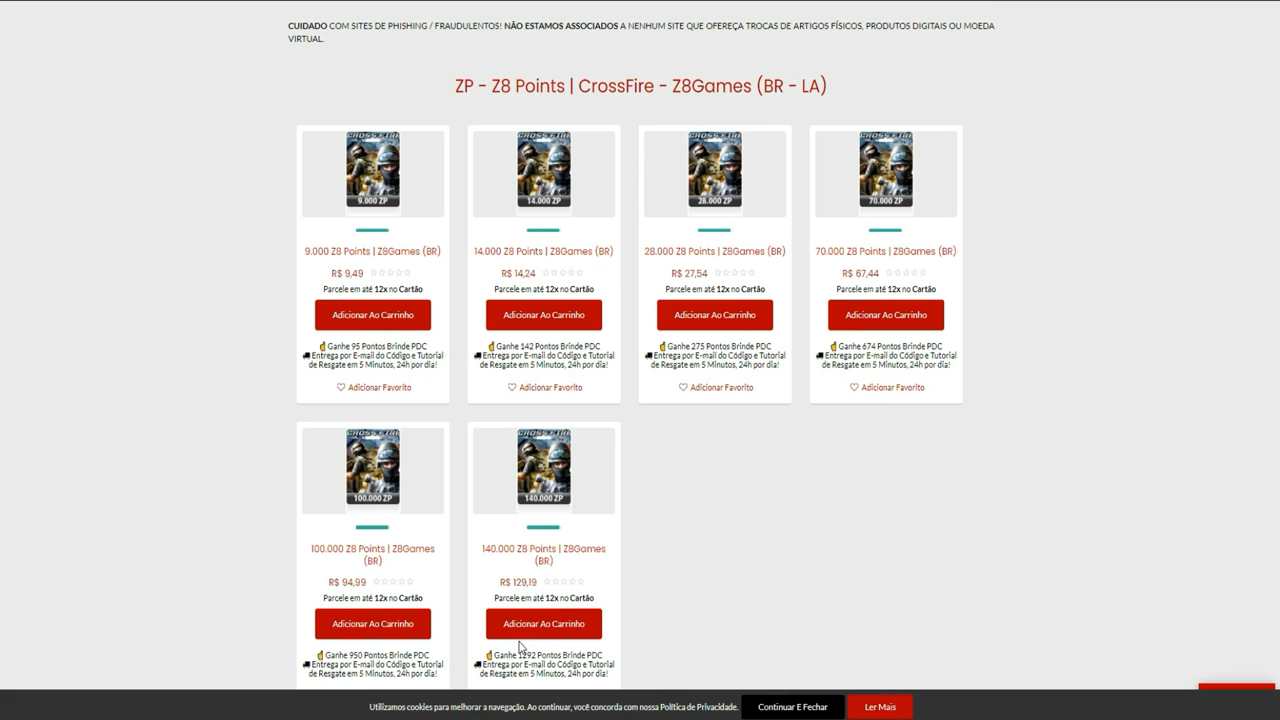 CUIDADO COM SITES DE PHISHING / FRAUDULENTOS! NÃO ESTAMOS ASSOCIADOS A NENHUM SITE QUE OFEREÇA TROCAS DE ARTIGOS FÍSICOS, PRODUTOS DIGITAIS OU MOEDA
VIRTUAL.
ZP - Z8 Points | CrossFire - Z8Games (BR - LA)
CROSSFIRE
9.000 ZP
9.000 Z8 Points | Z8Games (BR)
R$ 9,49
Parcele em até 12x no Cartão
Adicionar Ao Carrinho
Ganhe 95 Pontos Brinde PDC
Entrega por E-mail do Código e Tutorial
de Resgate em 5 Minutos, 24h por dia!
Adicionar Favorito
CROSSFIRE
14.000 ZP
14.000 Z8 Points | Z8Games (BR)
R$ 14,24
Parcele em até 12x no Cartão
Adicionar Ao Carrinho
Ganhe 142 Pontos Brinde PDC
Entrega por E-mail do Código e Tutorial
de Resgate em 5 Minutos, 24h por dia!
Adicionar Favorito
CROSSFIRE
28.000 ZP
28.000 Z8 Points | Z8Games (BR)
R$ 27,54
Parcele em até 12x no Cartão
Adicionar Ao Carrinho
Ganhe 275 Pontos Brinde PDC
Entrega por E-mail do Código e Tutorial
de Resgate em 5 Minutos, 24h por dia!
Adicionar Favorito
CROSSFIRE
70.000 ZP
70.000 Z8 Points | Z8Games (BR)
R$ 67,44
Parcele em até 12x no Cartão
Adicionar Ao Carrinho
Ganhe 674 Pontos Brinde PDC
Entrega por E-mail do Código e Tutorial
de Resgate em 5 Minutos, 24h por dia!
Adicionar Favorito
CROSSFIRE
100.000 ZP
100.000 Z8 Points | Z8Games
(BR)
R$ 94,99
Parcele em até 12x no Cartão
Adicionar Ao Carrinho
Ganhe 950 Pontos Brinde PDC
Entrega por E-mail do Código e Tutorial
de Resgate em 5 Minutos, 24h por dia!
CROSSFIRE
140.000 ZP
140.000 Z8 Points | Z8Games
(BR)
R$ 129,19
Parcele em até 12x no Cartão
Adicionar Ao Carrinho
Ganhe 1292 Pontos Brinde PDC
Entrega por E-mail do Código e Tutorial
de Resgate em 5 Minutos, 24h por dia!
Utilizamos cookies para melhorar a navegação. Ao continuar, você concorda com nossa Política de Privacidade.
Continuar E Fechar
Ler Mais